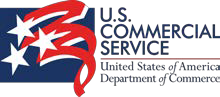 U.S.
COMMERCIAL
SERVICE
United States of America
Department of Commerce